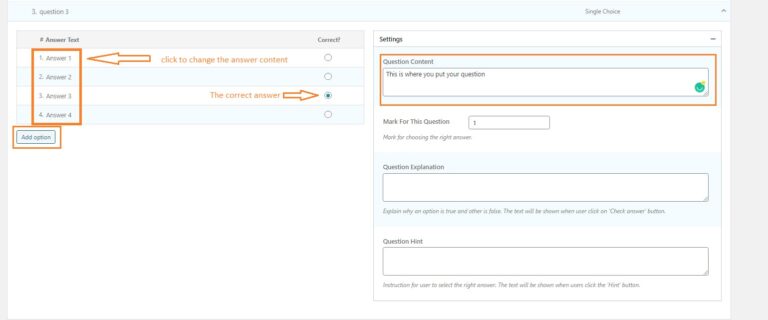 3. question 3
Single Choice
# Answer Text
Correct?
1. Answer 1
click to change the answer content
2. Answer 2
3. Answer 3
The correct answer
4. Answer 4
Add option
Settings
Question Content
This is where you put your question
Mark For This Question
1
Mark for choosing the right answer.
Question Explanation
Explain why an option is true and other is false. The text will be shown when user click on 'Check answer' button.
Question Hint
Instruction for user to select the right answer. The text will be shown when users click the 'Hint' button.